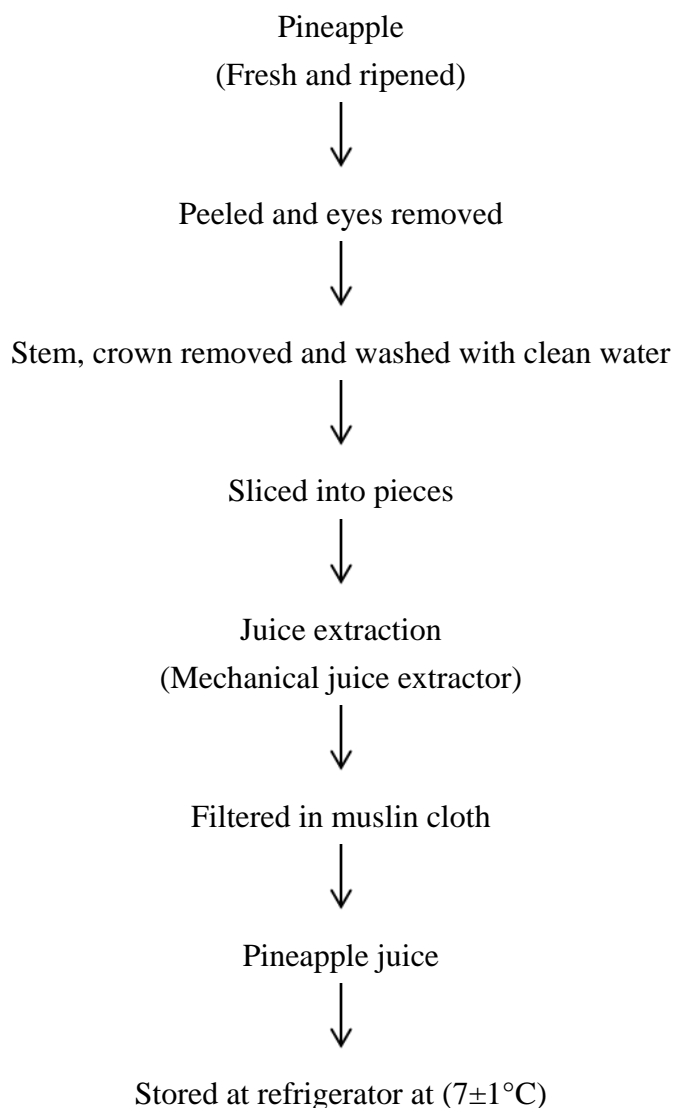 Pineapple
(Fresh and ripened)
Peeled and eyes removed
Stem, crown removed and washed with clean water
Sliced into pieces
Juice extraction
(Mechanical juice extractor)
Filtered in muslin cloth
Pineapple juice
Stored at refrigerator at (7±1°C)